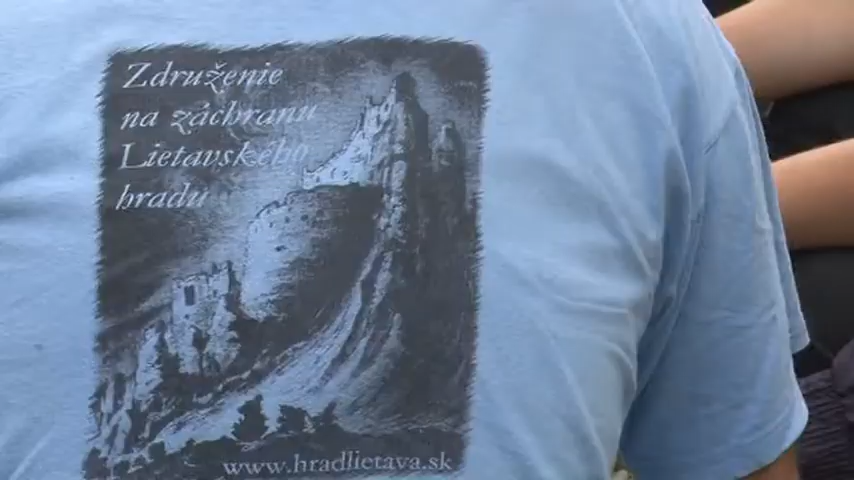 Združenie
na záchranu
Lietavského
hradu
www.hradlietava.sk